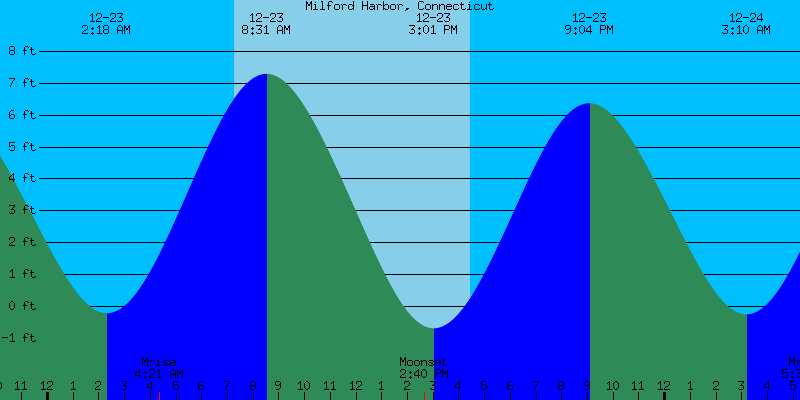 Milford Harbor, Connecticut
12-23 12-23 12-23 12-23 12-24
2:18 AM 8:31 AM 3:01 PM 9:04 PM 3:10 AM
8 ft
7 ft
6 ft
5 ft
4 ft
3 ft
2 ft
1 ft
0 ft
-1 ft
Mrise Moonset
4:21 AM 2:40 PM
11 12 1 2 3 4 5 6 7 8 9 10 11 12 1 2 3 4 5 6 7 8 9 10 11 12 1 2 3 4 5